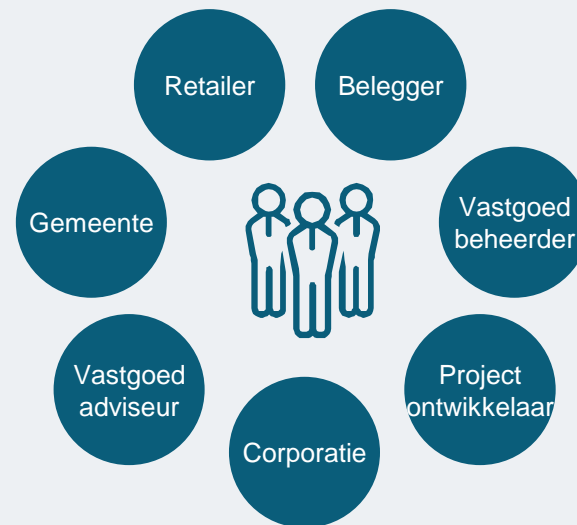 Retailer
Belegger
Gemeente
Vastgoed
beheerder
Vastgoed
adviseur
Project
ontwikkelaar
Corporatie